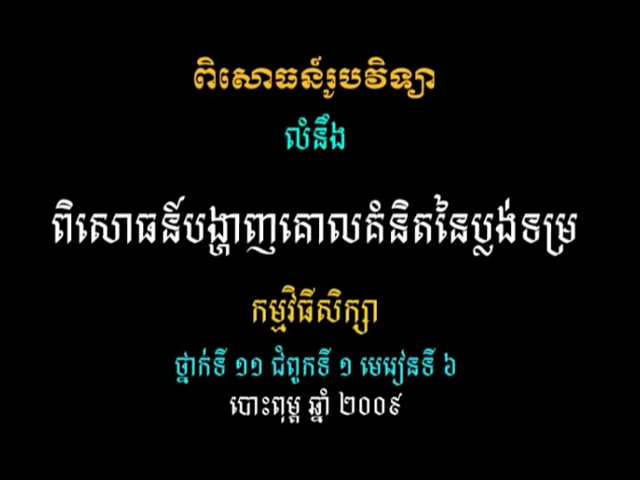 ពិសោធន៍រូបវិទ្យា
លំនឹង
ពិសោធន៍បង្ហាញគោលគំនិតនៃប្លង់ទម្រ
កម្មវិធីសិក្សា
ថ្នាក់ទី ១១ ជំពូកទី ១ មេរៀនទី ៦
បោះពុម្ព ឆ្នាំ ២០០៩